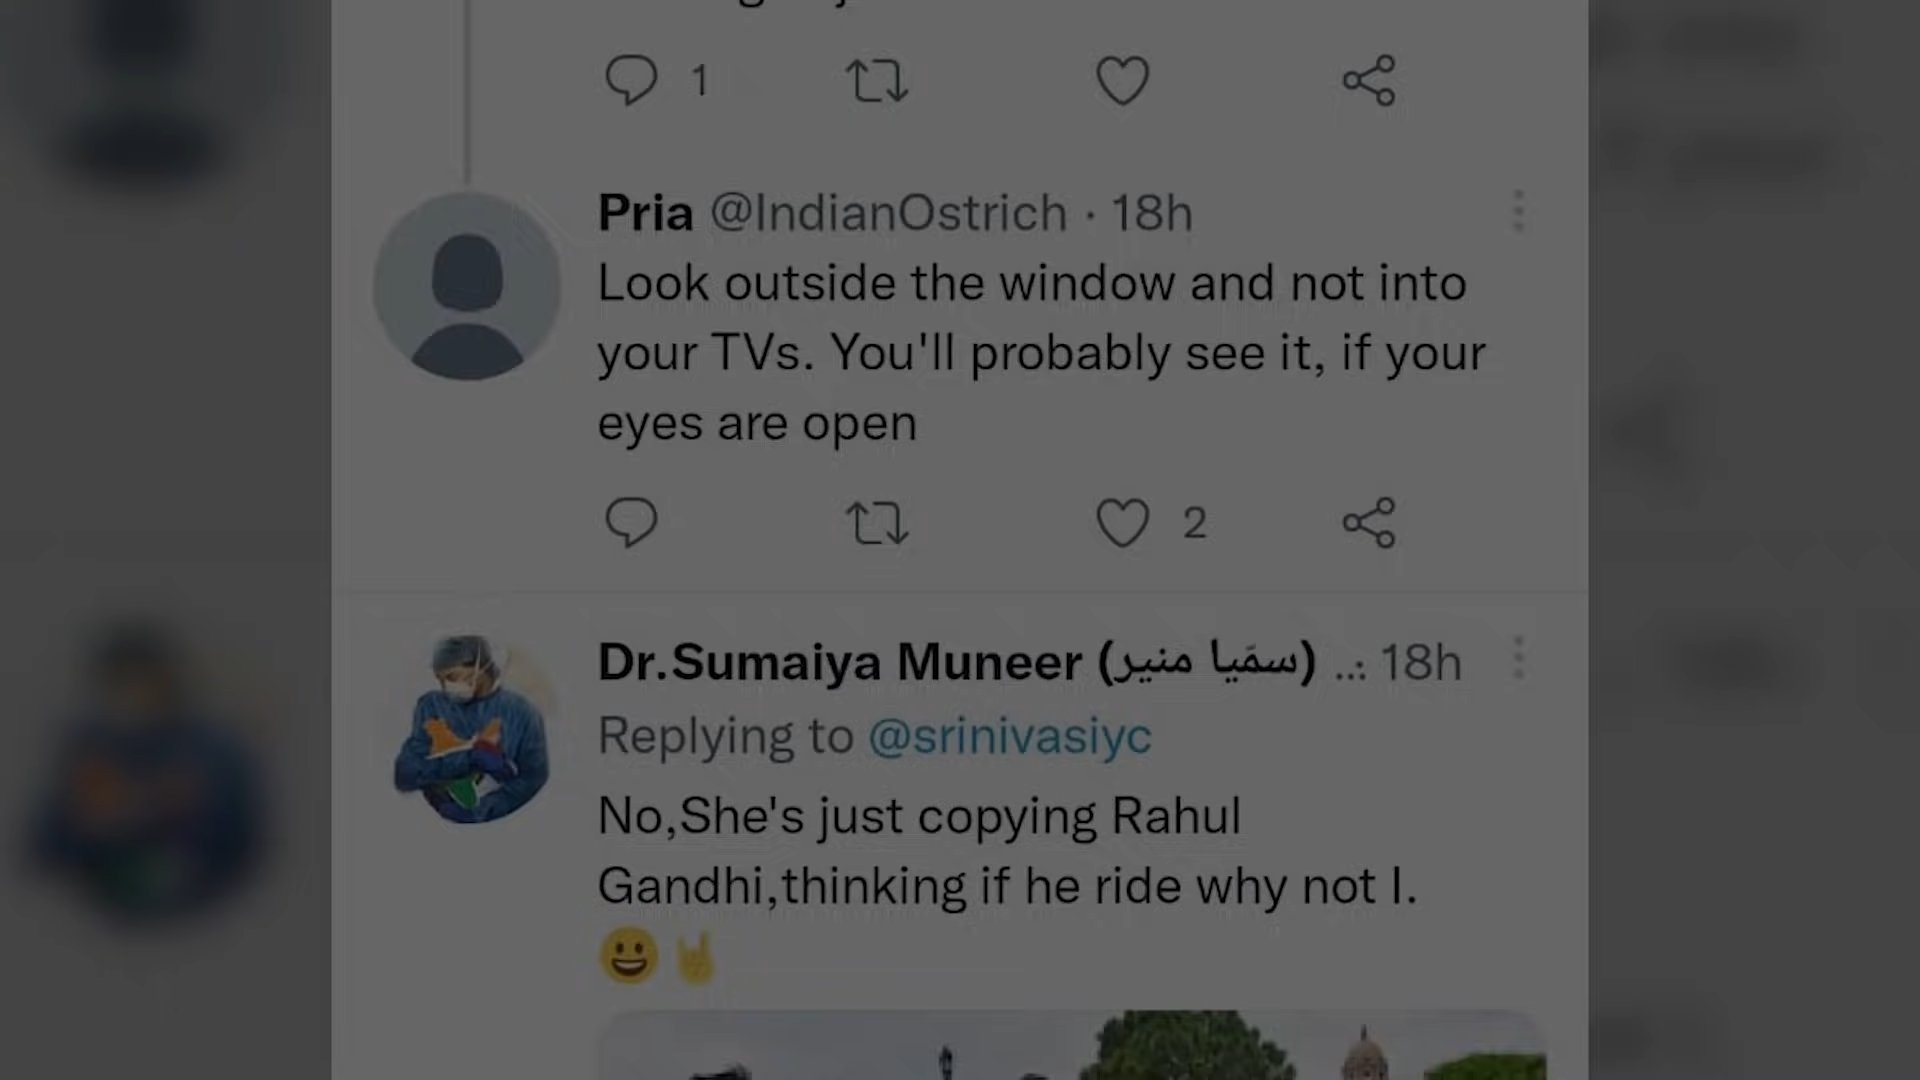 1
Pria @IndianOstrich · 18h
Look outside the window and not into
your TVs. You'll probably see it, if your
eyes are open
2
Dr.Sumaiya Muneer (سمَیا منیر) ..: 18h
Replying to @srinivasiyc
No,She's just copying Rahul
Gandhi,thinking if he ride why not I.
😀🤘